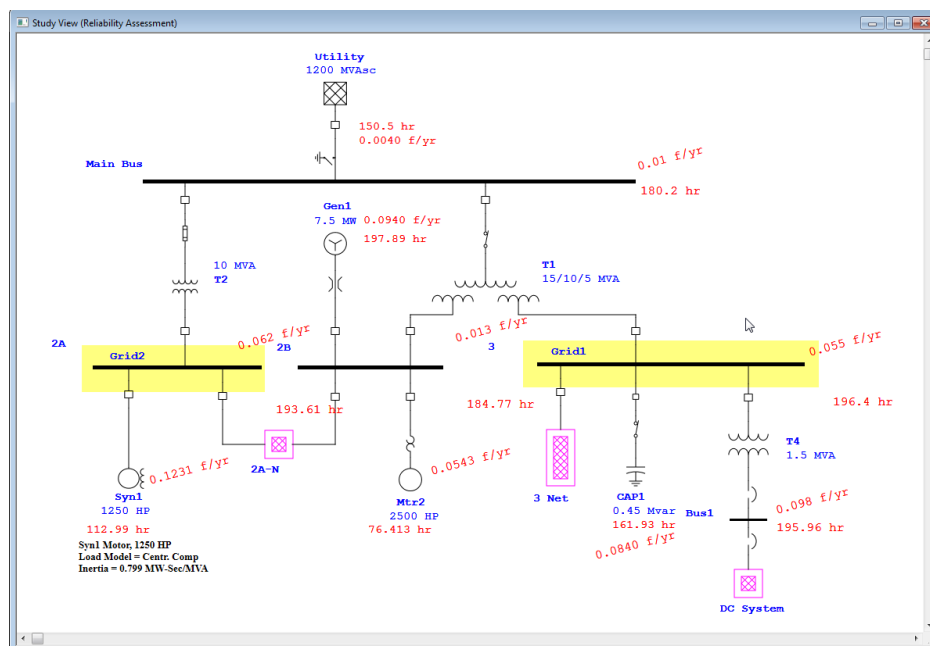 Study View (Reliability Assessment)
Utility
1200 MVAsc
150.5 hr
0.0040 f/yr
Main Bus
0.01 f/yr
180.2 hr
Gen1
7.5 MW
0.0940 f/yr
197.89 hr
10 MVA
T2
T1
15/10/5 MVA
2A
Grid2
0.062 f/yr
2B
0.013 f/yr
3
Grid1
0.055 f/yr
193.61 hr
184.77 hr
196.4 hr
2A-N
T4
1.5 MVA
0.1231 f/yr
Syn1
1250 HP
112.99 hr
0.0543 f/yr
Mtr2
2500 HP
76.413 hr
3 Net
CAP1
0.45 Mvar
161.93 hr
0.0840 f/yr
Bus1
0.098 f/yr
195.96 hr
DC System
Syn1 Motor, 1250 HP
Load Model = Centr. Comp
Inertia = 0.799 MW-Sec/MVA